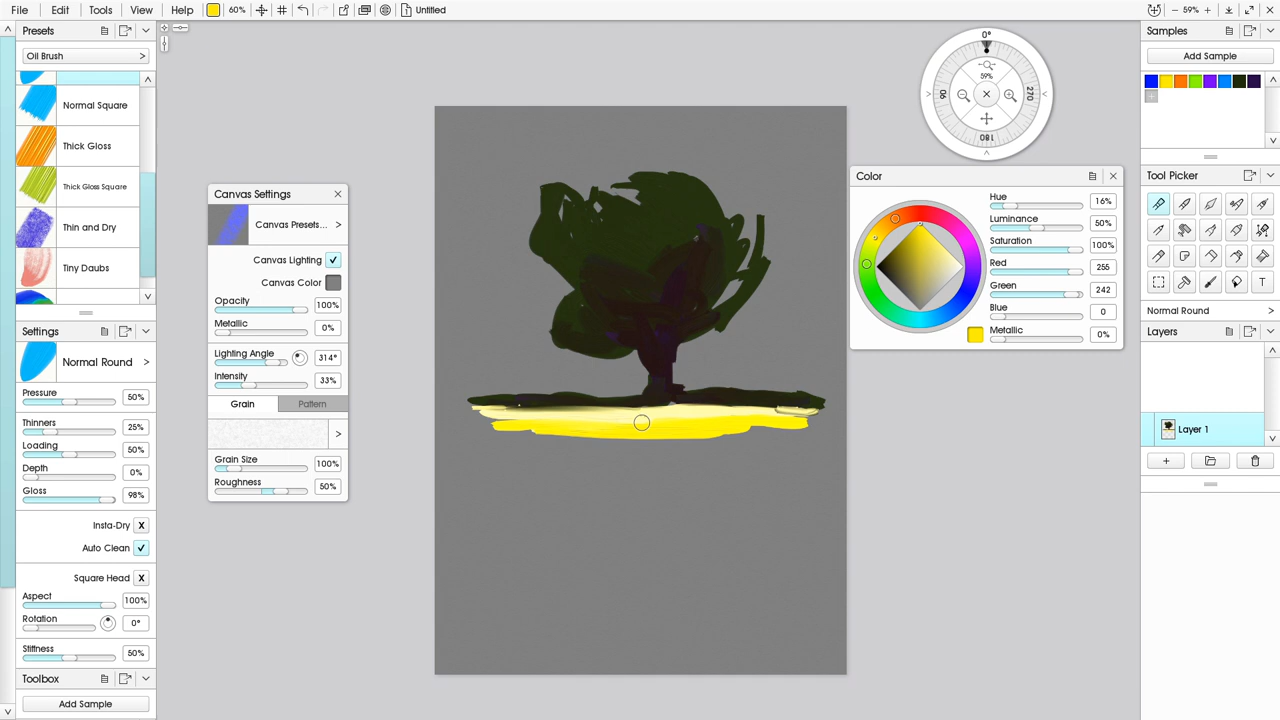 File Edit Tools View Help 60% Untitled 59%
Presets
Oil Brush >
Normal Square
Thick Gloss
Thick Gloss Square
Thin and Dry
Tiny Daubs
Settings
Normal Round >
Pressure 50%
Thinners 25%
Loading 50%
Depth 0%
Gloss 98%
Insta-Dry X
Auto Clean
Square Head X
Aspect 100%
Rotation 0°
Stiffness 50%
Toolbox
Add Sample
Canvas Settings
Canvas Presets... >
Canvas Lighting
Canvas Color
Opacity 100%
Metallic 0%
Lighting Angle 314°
Intensity 33%
Grain Pattern
>
Grain Size 100%
Roughness 50%
0°
59%
90
270
180
Color
Hue 16%
Luminance 50%
Saturation 100%
Red 255
Green 242
Blue 0
Metallic 0%
Samples
Add Sample
Tool Picker
T
Normal Round
Layers
Layer 1